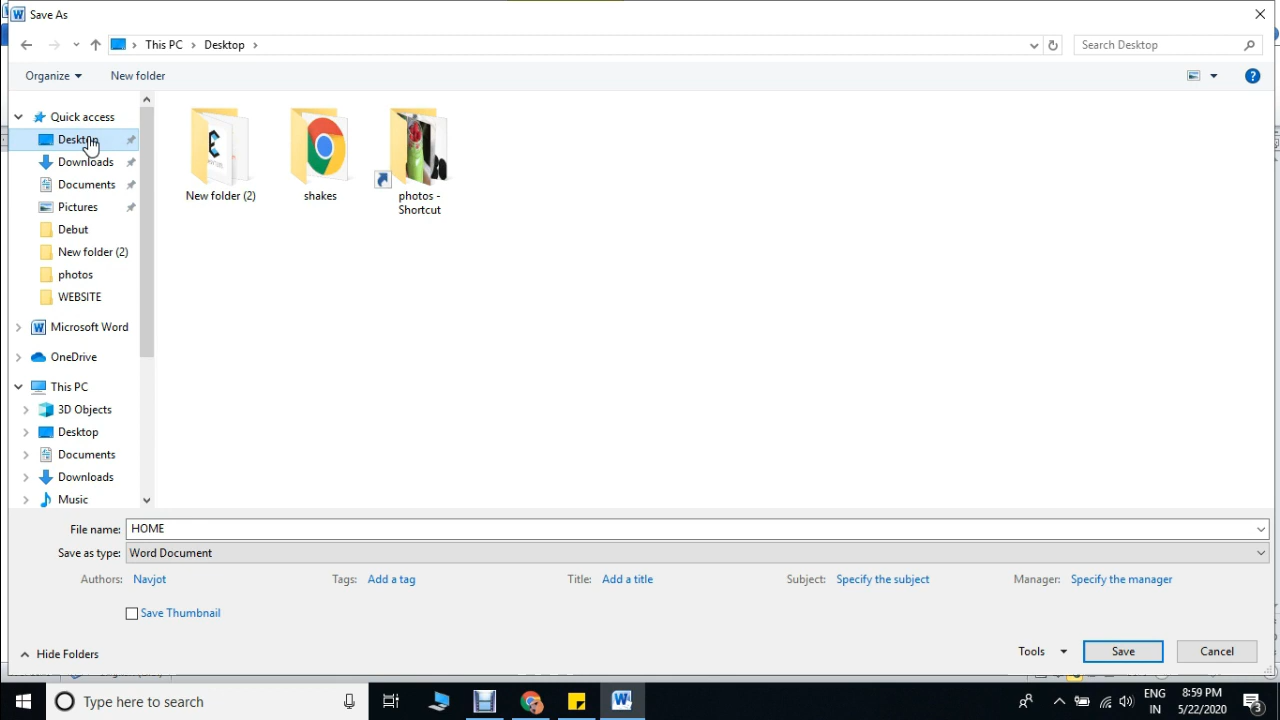 Save As
This PC
Desktop
Search Desktop
Organize
New folder
Quick access
Desktop
Downloads
Documents
Pictures
Debut
New folder (2)
photos
WEBSITE
Microsoft Word
OneDrive
This PC
3D Objects
Desktop
Documents
Downloads
Music
New folder (2)
shakes
photos -
Shortcut
File name: HOME
Save as type: Word Document
Authors: Navjot
Tags: Add a tag
Title: Add a title
Subject: Specify the subject
Manager: Specify the manager
Save Thumbnail
Hide Folders
Tools
Save
Cancel
Type here to search
ENG
IN
8:59 PM
5/22/2020
3